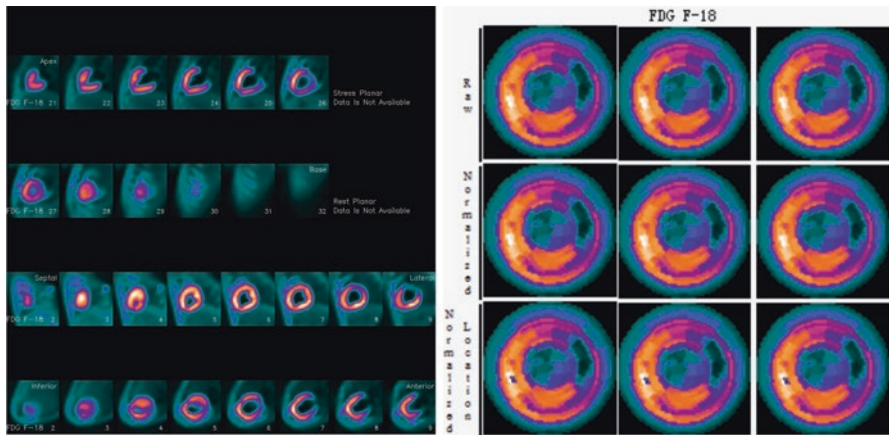 Apex
Stress Planar
Data Is Not Available
FDG F-18 21 22 23 24 25 26
Base
Rest Planar
Data Is Not Available
FDG F-18 27 28 29 30 31 32
Septal Lateral
FDG F-18 2 3 4 5 6 7 8 9
Inferior Anterior
FDG F-18 2 3 4 5 6 7 8 9
FDG F-18
Raw
Normalized
Normalized
Location